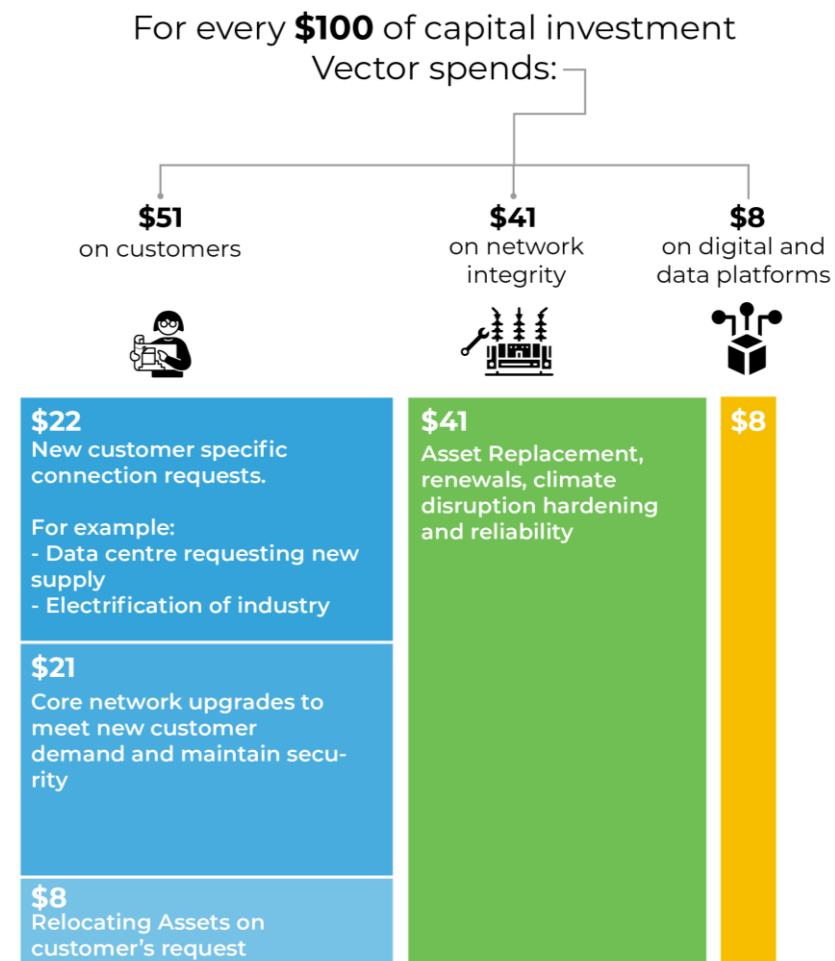 For every $100 of capital investment
Vector spends:
$51
on customers
$41
on network
integrity
$8
on digital and
data platforms
$22
New customer specific
connection requests.
For example:
- Data centre requesting new
supply
- Electrification of industry
$21
Core network upgrades to
meet new customer
demand and maintain secu-
rity
$8
Relocating Assets on
customer’s request
$41
Asset Replacement,
renewals, climate
disruption hardening
and reliability
$8